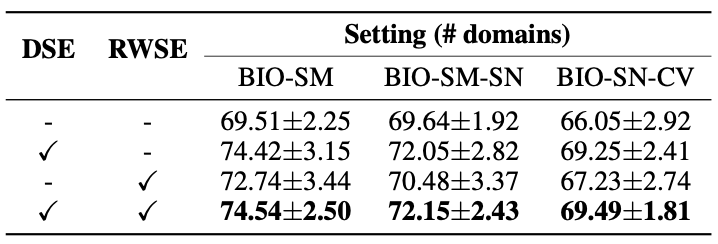 DSE RWSE Setting (# domains)
BIO-SM BIO-SM-SN BIO-SN-CV
- - 69.51±2.25 69.64±1.92 66.05±2.92
✓ - 74.42±3.15 72.05±2.82 69.25±2.41
- ✓ 72.74±3.44 70.48±3.37 67.23±2.74
✓ ✓ 74.54±2.50 72.15±2.43 69.49±1.81